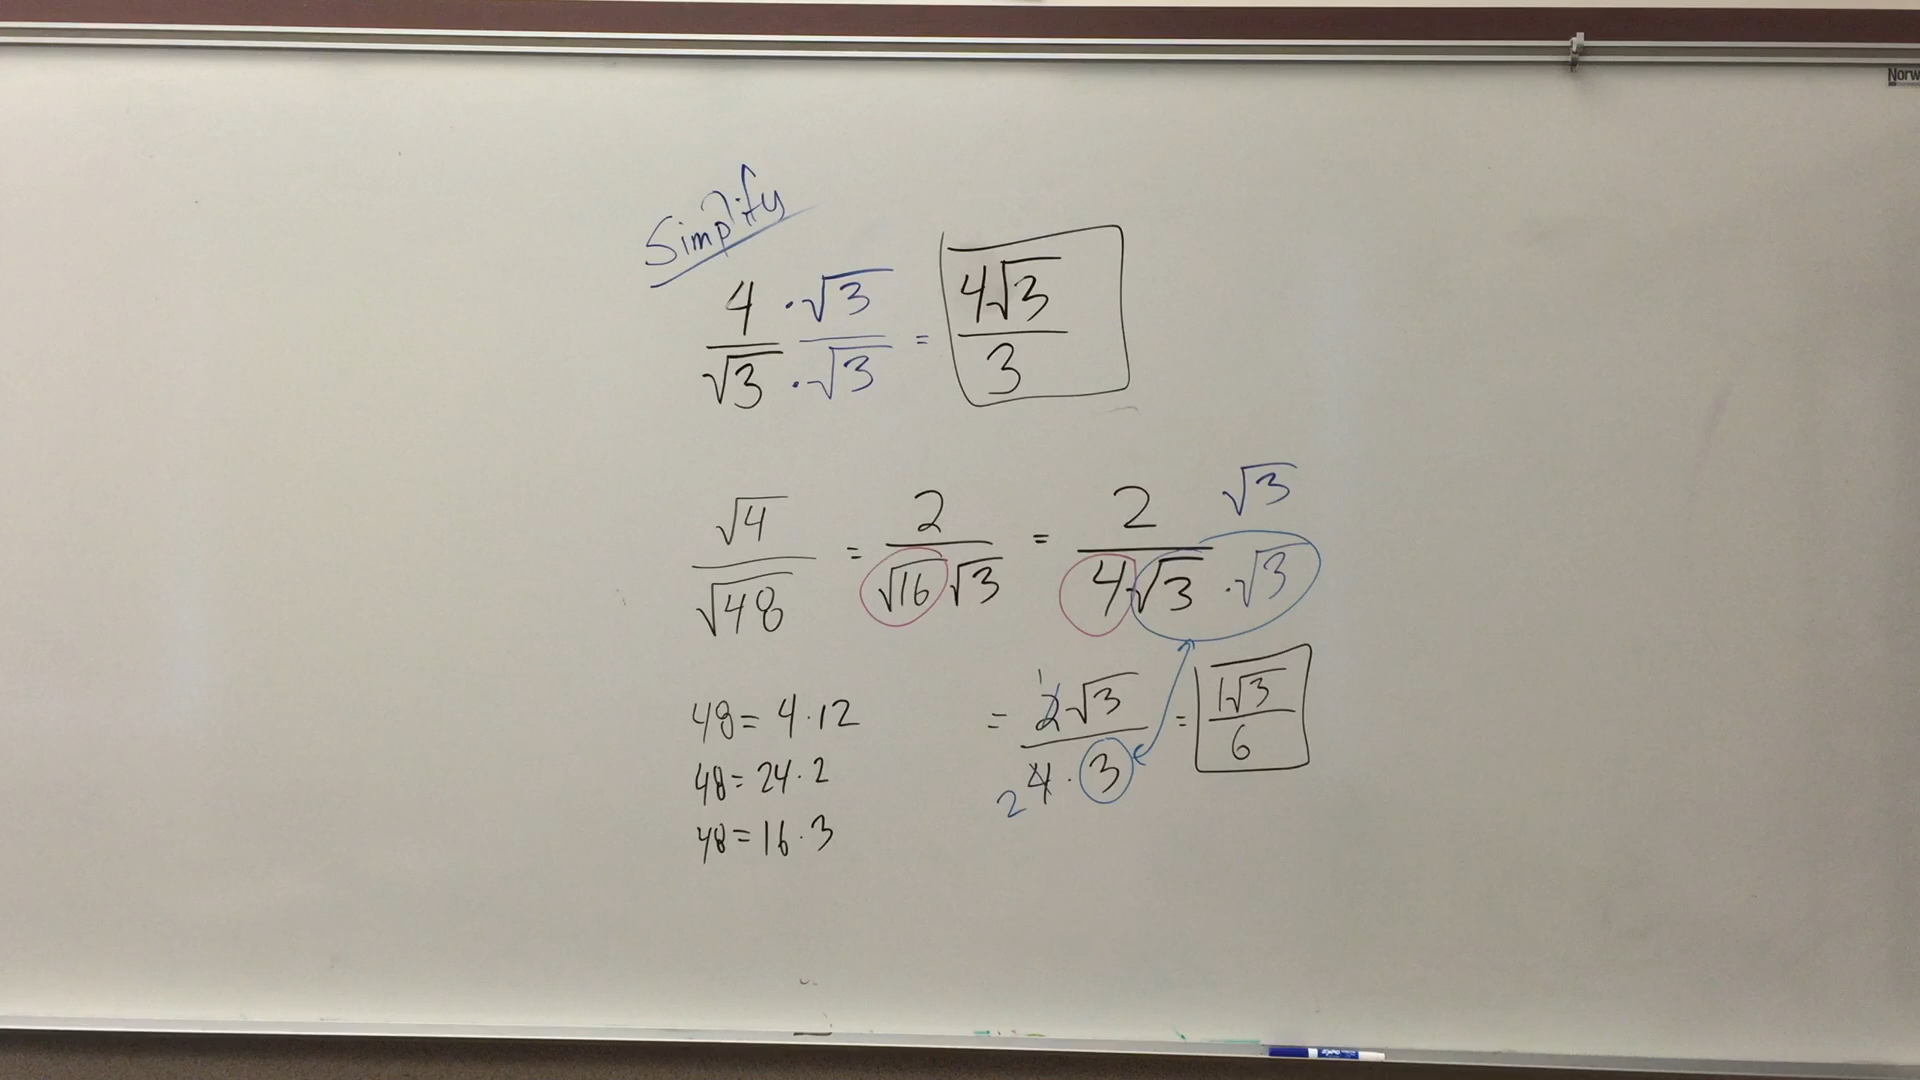 Norw
Simplify
4/√3 · √3/√3 = 4√3/3
√4/√48 = 2/(√16 √3) = 2/(4√3) √3/· √3
48 = 4 · 12
48 = 24 · 2
48 = 16 · 3
= 1 2√3/(2 4 · 3) = 1√3/6
EXPO